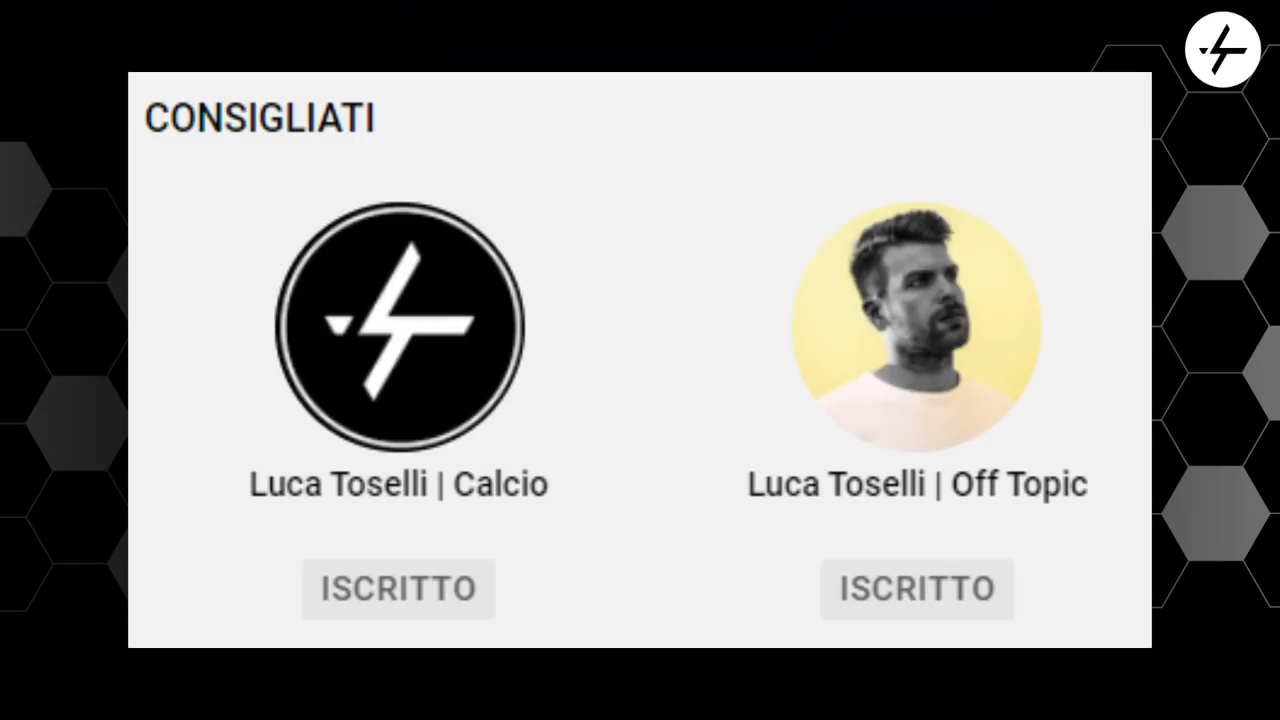 CONSIGLIATI
Luca Toselli | Calcio
Luca Toselli | Off Topic
ISCRITTO
ISCRITTO